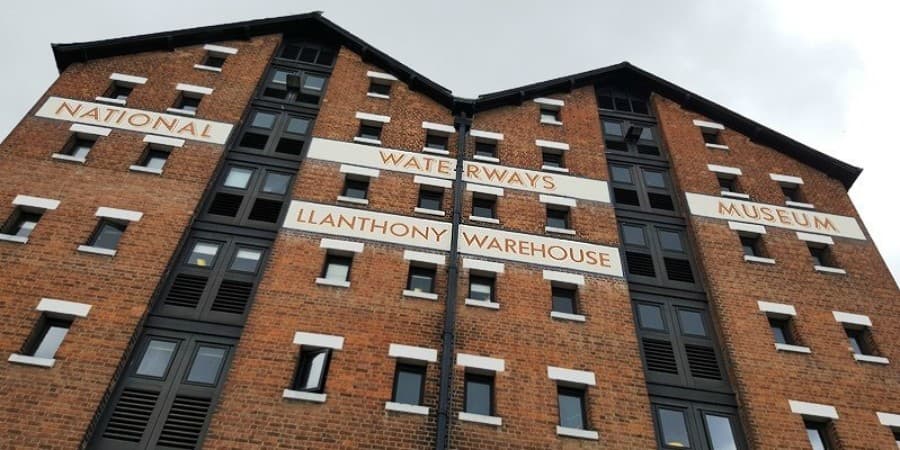 NATIONAL WATERWAYS MUSEUM
LLANTHONY WAREHOUSE